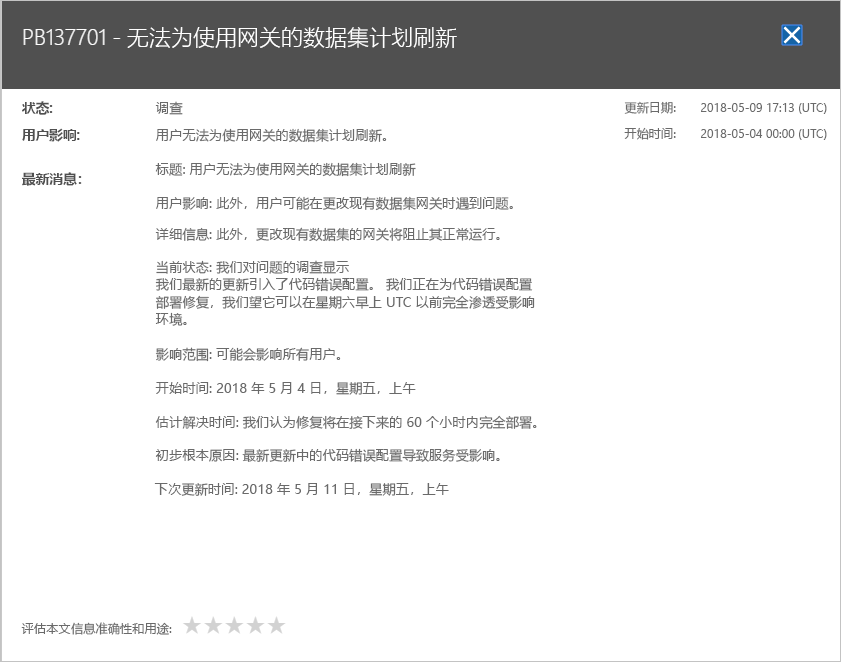 PB137701 - 无法为使用网关的数据集计划刷新
状态: 调查 更新日期: 2018-05-09 17:13 (UTC)
用户影响: 用户无法为使用网关的数据集计划刷新。 开始时间: 2018-05-04 00:00 (UTC)
最新消息: 标题: 用户无法为使用网关的数据集计划刷新
用户影响: 此外，用户可能在更改现有数据集网关时遇到问题。
详细信息: 此外，更改现有数据集的网关将阻止其正常运行。
当前状态: 我们对问题的调查显示
我们最新的更新引入了代码错误配置。 我们正在为代码错误配置
部署修复，我们望它可以在星期六早上 UTC 以前完全渗透受影响
环境。
影响范围: 可能会影响所有用户。
开始时间: 2018 年 5 月 4 日，星期五，上午
估计解决时间: 我们认为修复将在接下来的 60 个小时内完全部署。
初步根本原因: 最新更新中的代码错误配置导致服务受影响。
下次更新时间: 2018 年 5 月 11 日，星期五，上午
评估本文信息准确性和用途: